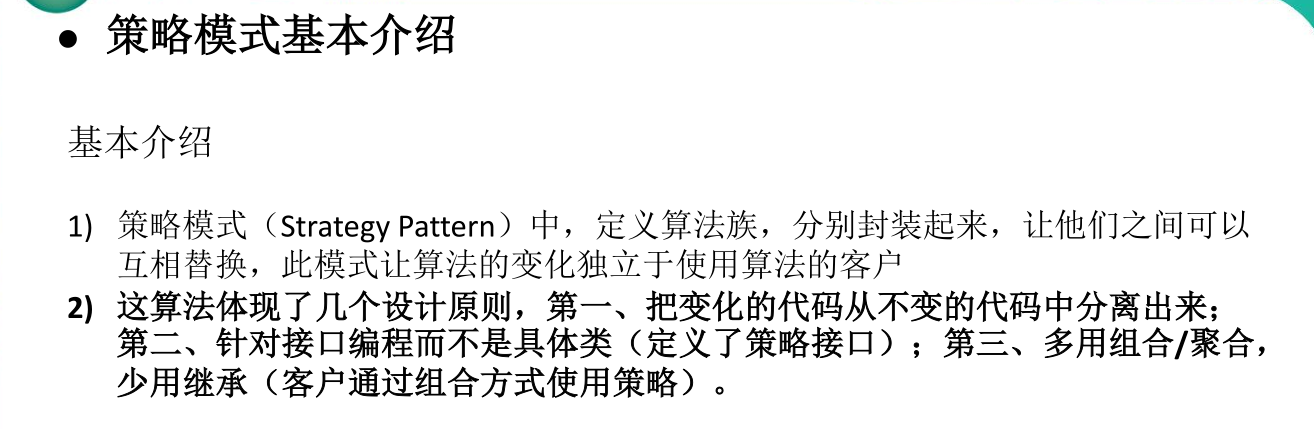 ● 策略模式基本介绍
基本介绍
1) 策略模式（Strategy Pattern）中，定义算法族，分别封装起来，让他们之间可以
互相替换，此模式让算法的变化独立于使用算法的客户
2) 这算法体现了几个设计原则，第一、把变化的代码从不变的代码中分离出来；
第二、针对接口编程而不是具体类（定义了策略接口）；第三、多用组合/聚合，
少用继承（客户通过组合方式使用策略）。